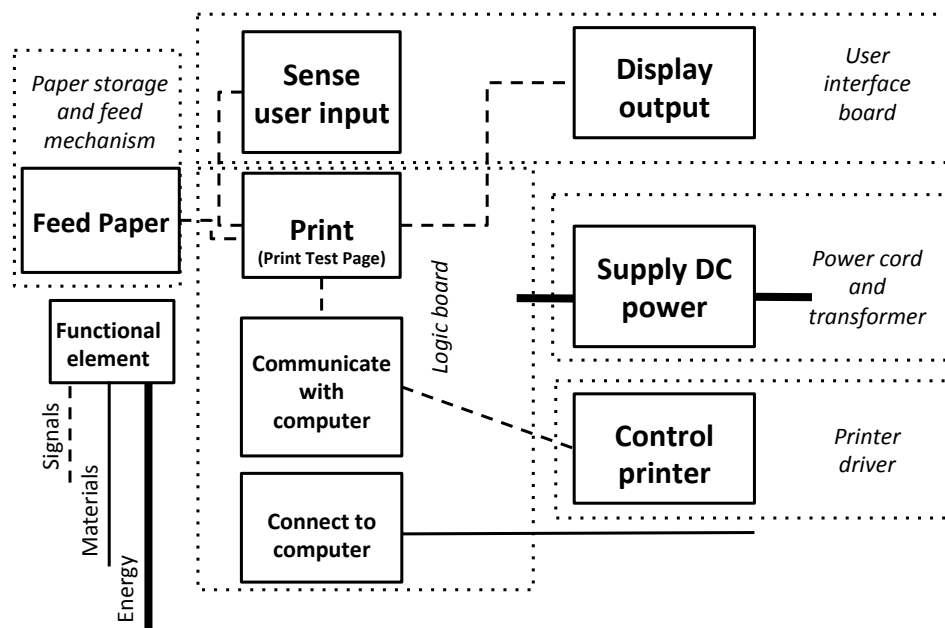 Paper storage
and feed
mechanism
Sense
user input
Display
output
User
interface
board
Feed Paper
Print
(Print Test Page)
Logic board
Supply DC
power
Power cord
and
transformer
Functional
element
Signals
Materials
Energy
Communicate
with
computer
Control
printer
Printer
driver
Connect to
computer